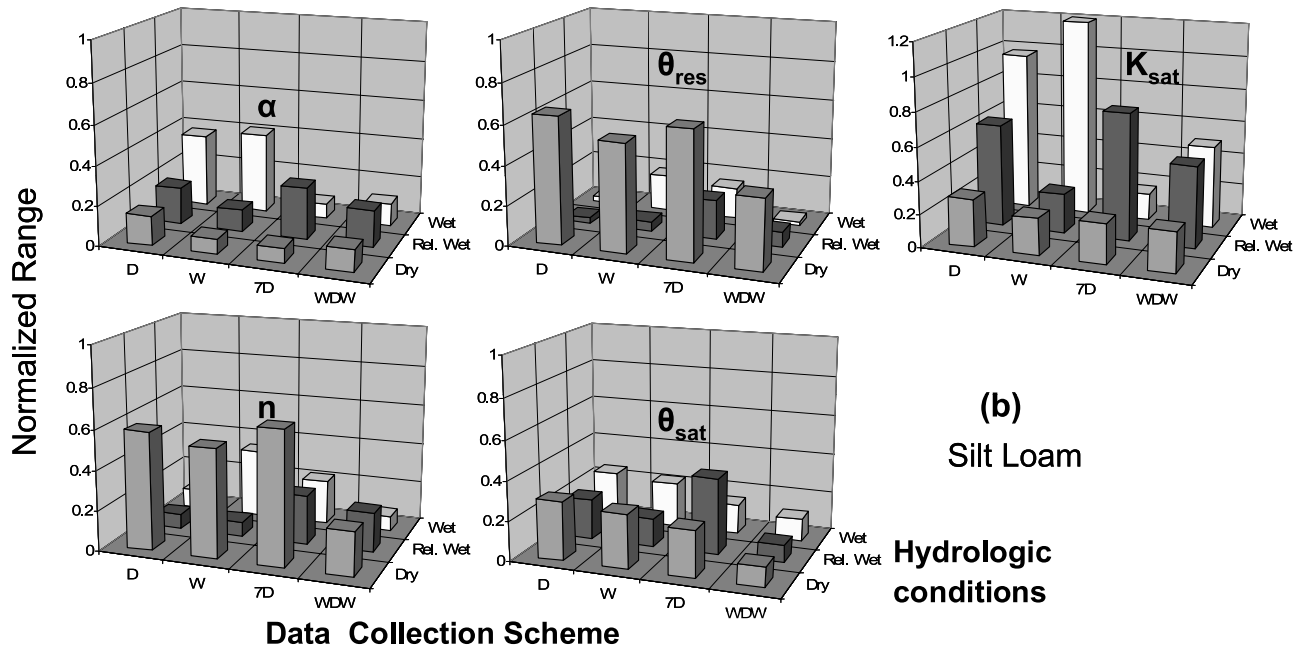 Normalized Range
α
1
0.8
0.6
0.4
0.2
0
D
W
7D
WDW
Wet
Rel. Wet
Dry
θres
1
0.8
0.6
0.4
0.2
0
D
W
7D
WDW
Wet
Rel. Wet
Dry
Ksat
1.2
1
0.8
0.6
0.4
0.2
0
D
W
7D
WDW
Wet
Rel. Wet
Dry
n
1
0.8
0.6
0.4
0.2
0
D
W
7D
WDW
Wet
Rel. Wet
Dry
θsat
1
0.8
0.6
0.4
0.2
0
D
W
7D
WDW
Wet
Rel. Wet
Dry
(b)
Silt Loam
Hydrologic
conditions
Data Collection Scheme